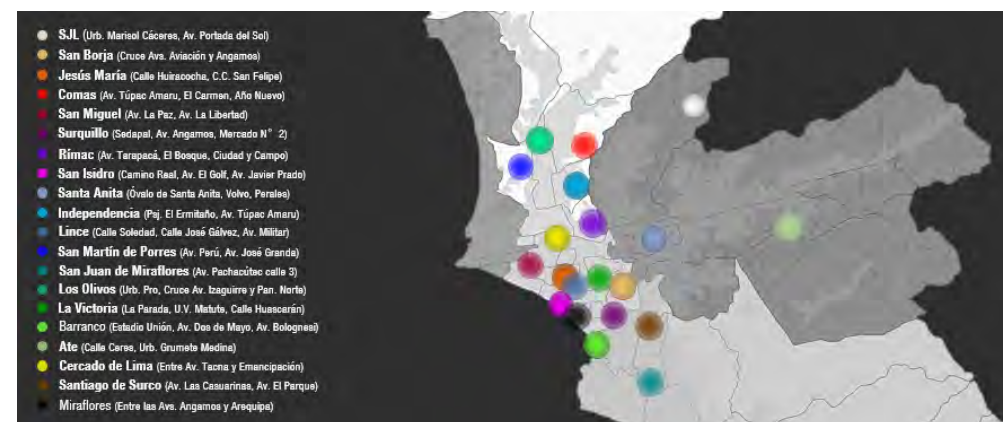 SJL (Urb. Marisol Cáceres, Av. Portada del Sol)
San Borja (Cruce Avs. Aviación y Angamos)
Jesús María (Calle Huiracocha, C.C. San Felipe)
Comas (Av. Túpac Amaru, El Carmen, Año Nuevo)
San Miguel (Av. La Paz, Av. La Libertad)
Surquillo (Sedapal, Av. Angamos, Mercado N° 2)
Rímac (Av. Tarapacá, El Bosque, Ciudad y Campo)
San Isidro (Camino Real, Av. El Golf, Av. Javier Prado)
Santa Anita (Óvalo de Santa Anita, Volvo, Perales)
Independencia (Psj. El Ermitaño, Av. Túpac Amaru)
Lince (Calle Soledad, Calle José Gálvez, Av. Militar)
San Martín de Porres (Av. Perú, Av. José Granda)
San Juan de Miraflores (Av. Pachacútec calle 3)
Los Olivos (Urb. Pro, Cruce Av. Izaguirre y Pan. Norte)
La Victoria (La Parada, U.V. Matute, Calle Huascarán)
Barranco (Estadio Unión, Av. Dos de Mayo, Av. Bolognesi)
Ate (Calle Ceres, Urb. Grumete Medina)
Cercado de Lima (Entre Av. Tacna y Emancipación)
Santiago de Surco (Av. Las Casuarinas, Av. El Parque)
Miraflores (Entre las Avs. Angamos y Arequipa)